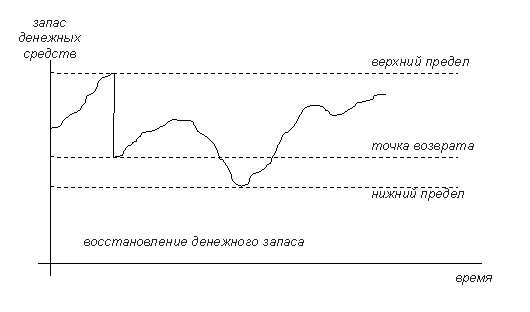 запас
денежных
средств
верхний предел
точка возврата
нижний предел
восстановление денежного запаса
время